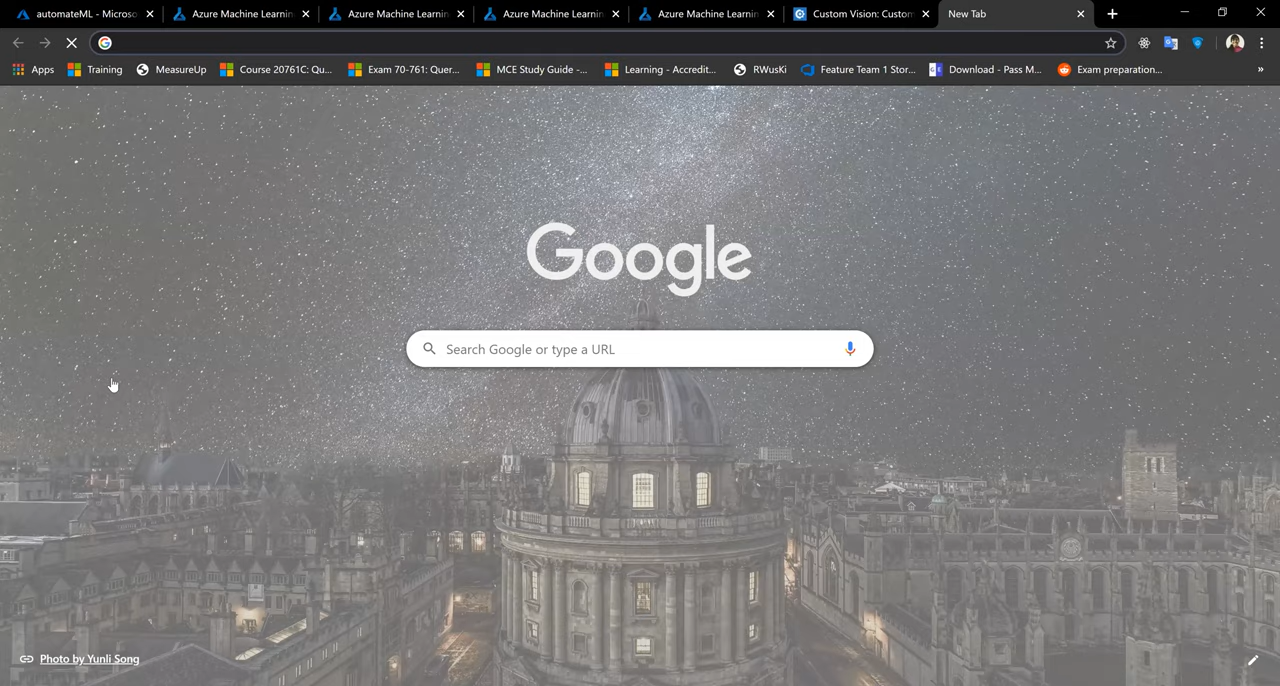 automateML - Microso
Azure Machine Learnin
Azure Machine Learnin
Azure Machine Learnin
Azure Machine Learnin
Custom Vision: Custom
New Tab
Apps
Training
MeasureUp
Course 20761C: Qu...
Exam 70-761: Quer...
MCE Study Guide -...
Learning - Accredit...
RWusKi
Feature Team 1 Stor...
Download - Pass M...
Exam preparation...
»
Google
Search Google or type a URL
Photo by Yunli Song